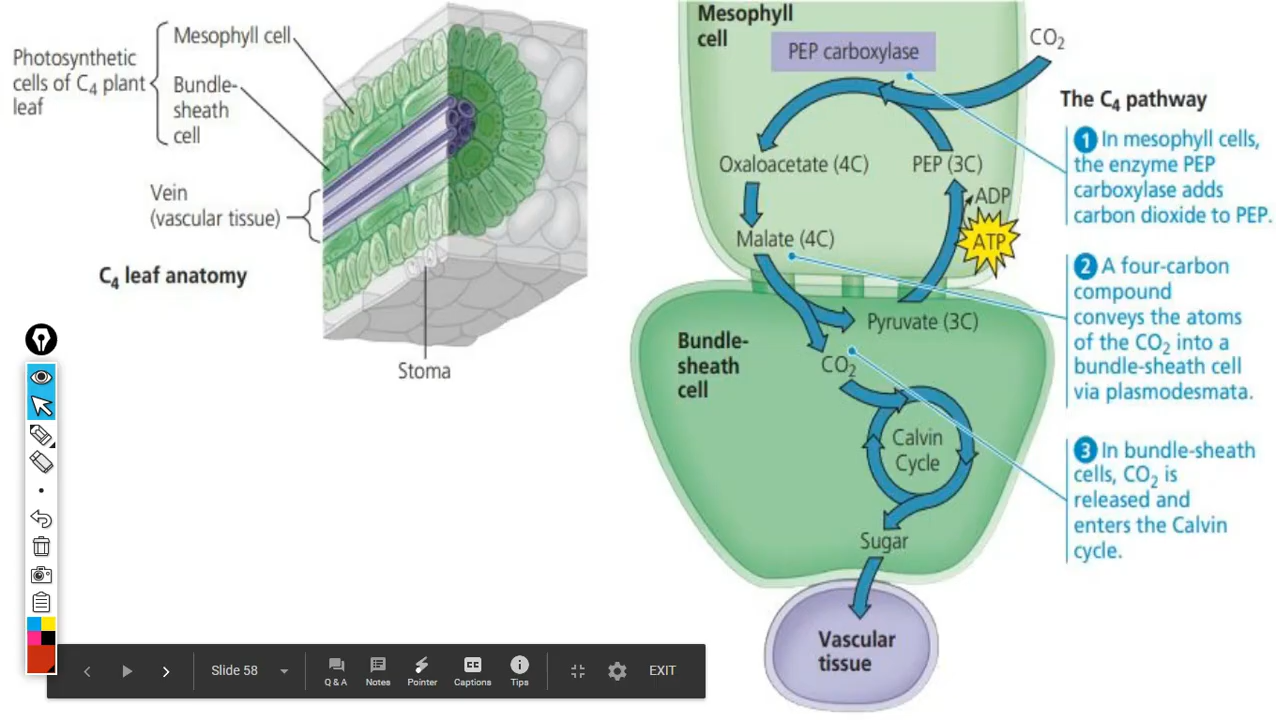 Photosynthetic
cells of C₄ plant
leaf
Mesophyll cell
Bundle-
sheath
cell
Vein
(vascular tissue)
C₄ leaf anatomy
Stoma
Mesophyll
cell
PEP carboxylase
CO₂
Oxaloacetate (4C)
PEP (3C)
ADP
Malate (4C)
ATP
Pyruvate (3C)
Bundle-
sheath
cell
CO₂
Calvin
Cycle
Sugar
Vascular
tissue
The C₄ pathway
1 In mesophyll cells,
the enzyme PEP
carboxylase adds
carbon dioxide to PEP.
2 A four-carbon
compound
conveys the atoms
of the CO₂ into a
bundle-sheath cell
via plasmodesmata.
3 In bundle-sheath
cells, CO₂ is
released and
enters the Calvin
cycle.
Slide 58
Q & A
Notes
Pointer
CC
Captions
Tips
EXIT